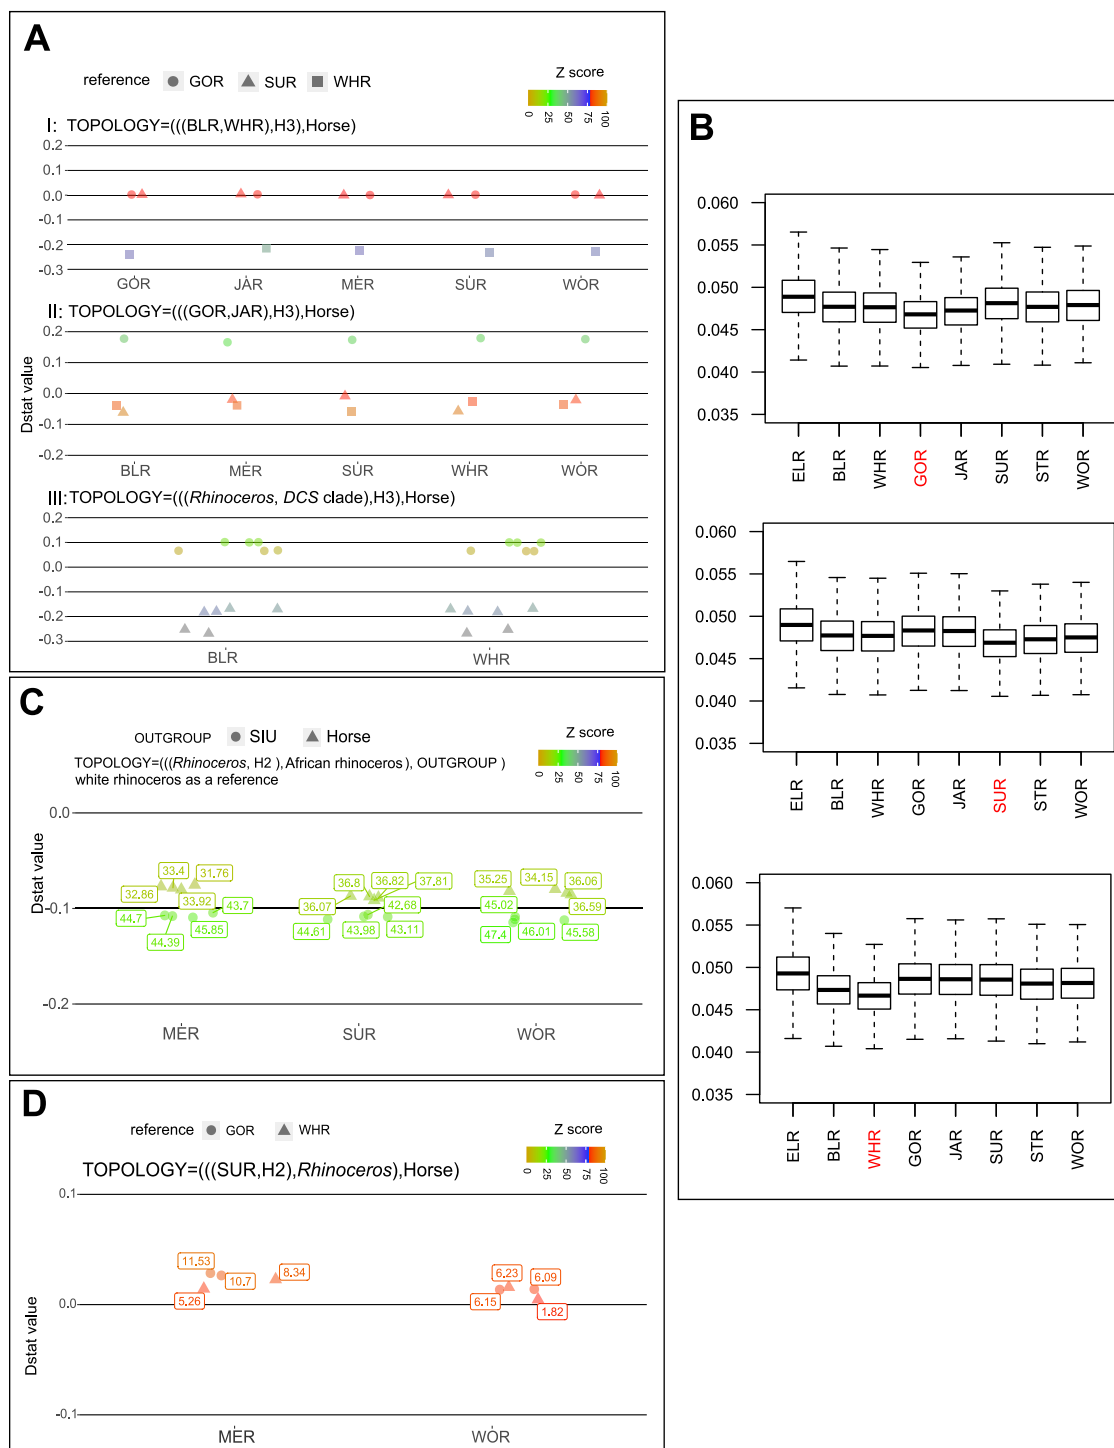 A
reference GOR SUR WHR
Z score
0 25 50 75 100
I: TOPOLOGY=(((BLR,WHR),H3),Horse)
0.2
0.1
0.0
-0.1
-0.2
-0.3
GOR JAR MER SUR WOR
II: TOPOLOGY=(((GOR,JAR),H3),Horse)
0.2
0.1
0.0
-0.1
-0.2
BLR MER SUR WHR WOR
Dstat value
III: TOPOLOGY=(((Rhinoceros, DCS clade),H3),Horse)
0.2
0.1
0.0
-0.1
-0.2
-0.3
BLR WHR
B
0.060
0.055
0.050
0.045
0.040
0.035
ELR BLR WHR GOR JAR SUR STR WOR
0.060
0.055
0.050
0.045
0.040
0.035
ELR BLR WHR GOR JAR SUR STR WOR
0.060
0.055
0.050
0.045
0.040
0.035
ELR BLR WHR GOR JAR SUR STR WOR
C
OUTGROUP SIU Horse
Z score
0 25 50 75 100
TOPOLOGY=(((Rhinoceros, H2 ), African rhinoceros ), OUTGROUP )
white rhinoceros as a reference
0.0
-0.1
-0.2
Dstat value
33.4 31.76
32.86
33.92 43.7
44.7
44.39 45.85
36.8 36.82 37.81
36.07 42.68
44.61 43.98 43.11
35.25 34.15 36.06
45.02 36.59
47.4 46.01 45.58
MER SUR WOR
D
reference GOR WHR
Z score
0 25 50 75 100
TOPOLOGY=(((SUR,H2),Rhinoceros),Horse)
0.1
0.0
-0.1
Dstat value
11.53 8.34
10.7
5.26
6.23 6.09
6.15 1.82
MER WOR